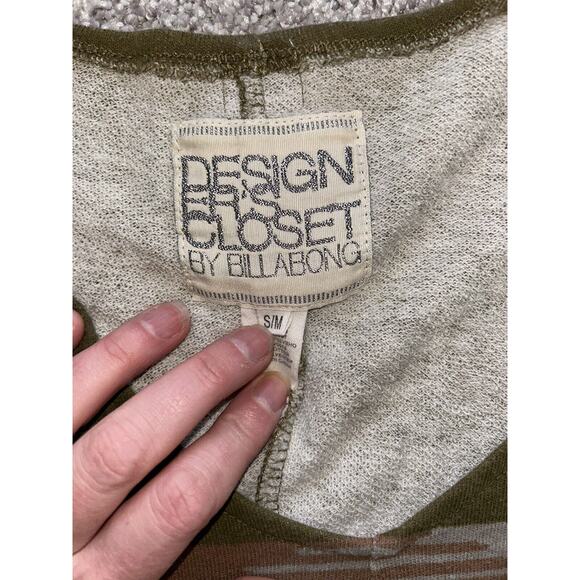 DESIGN
ER'S
CLOSET
BY BILLABONG
S/M